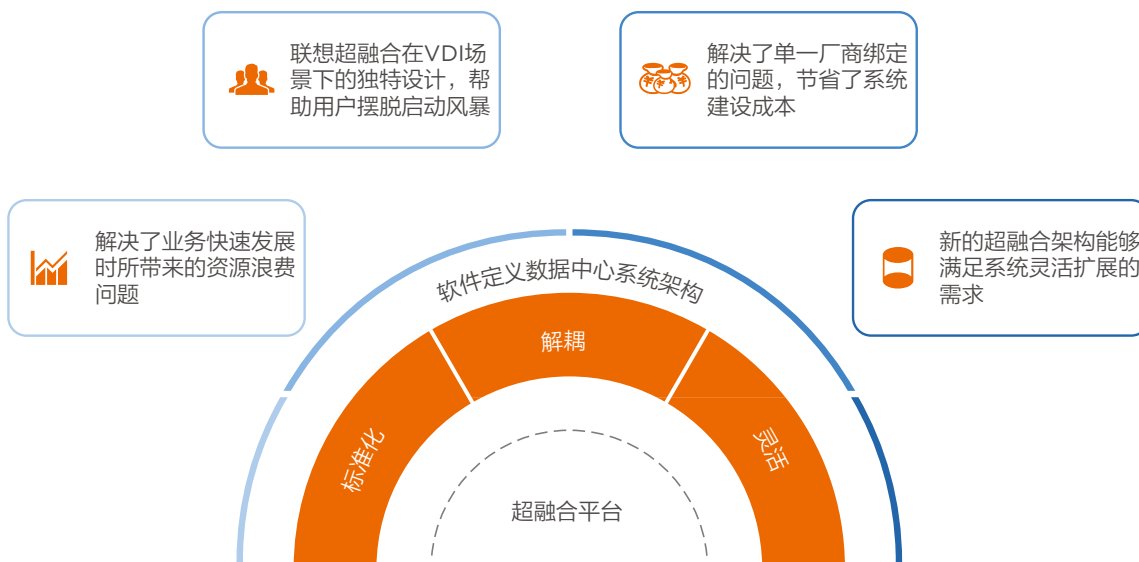 联想超融合在VDI场
景下的独特设计，帮
助用户摆脱启动风暴
解决了单一厂商绑定
的问题，节省了系统
建设成本
解决了业务快速发展
时所带来的资源浪费
问题
新的超融合架构能够
满足系统灵活扩展的
需求
软件定义数据中心系统架构
解耦
标准化
灵活
超融合平台